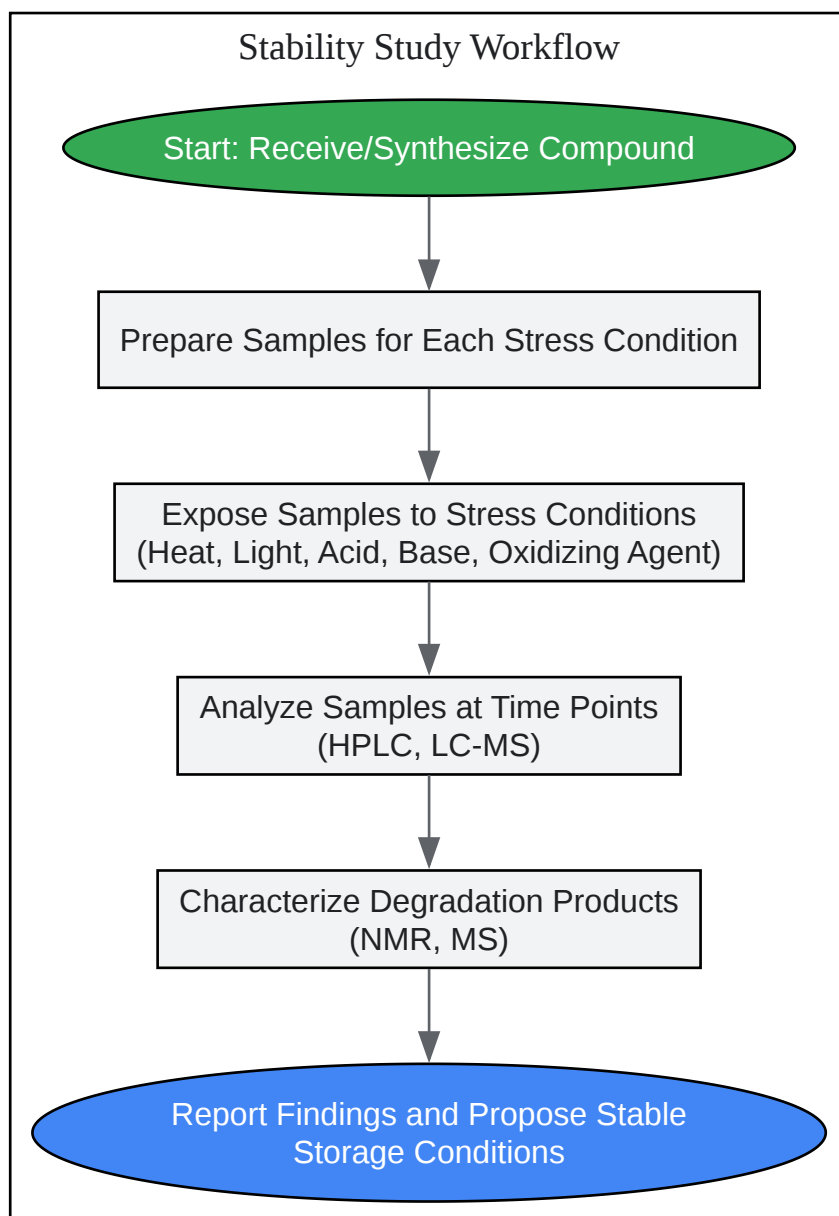 Stability Study Workflow
Start: Receive/Synthesize Compound
Prepare Samples for Each Stress Condition
Expose Samples to Stress Conditions
(Heat, Light, Acid, Base, Oxidizing Agent)
Analyze Samples at Time Points
(HPLC, LC-MS)
Characterize Degradation Products
(NMR, MS)
Report Findings and Propose Stable
Storage Conditions